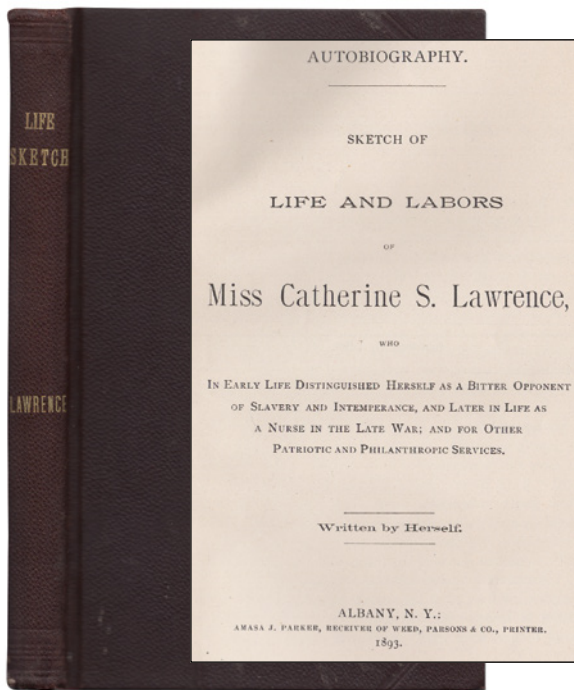 LIFE
SKETCH
LAWRENCE
AUTOBIOGRAPHY.
SKETCH OF
LIFE AND LABORS
OF
Miss Catherine S. Lawrence,
WHO
IN EARLY LIFE DISTINGUISHED HERSELF AS A BITTER OPPONENT
OF SLAVERY AND INTEMPERANCE, AND LATER IN LIFE AS
A NURSE IN THE LATE WAR; AND FOR OTHER
PATRIOTIC AND PHILANTHROPIC SERVICES.
Written by Herself.
ALBANY, N. Y.:
AMASA J. PARKER, RECEIVER OF WEED, PARSONS & CO., PRINTER.
1893.